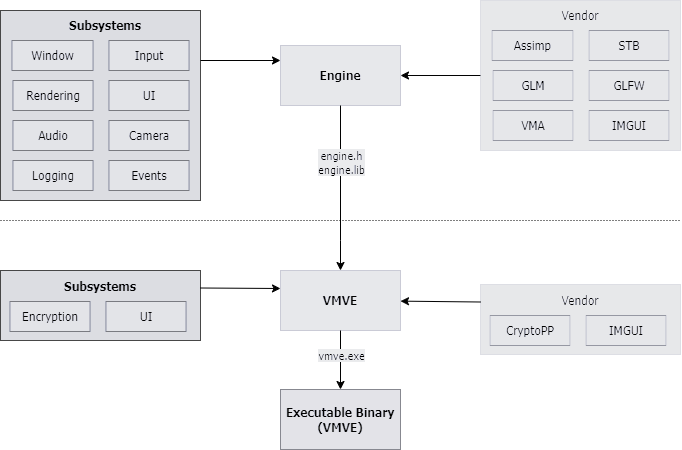 Subsystems
Window
Input
Rendering
UI
Audio
Camera
Logging
Events
Engine
Vendor
Assimp
STB
GLM
GLFW
VMA
IMGUI
engine.h
engine.lib
Subsystems
Encryption
UI
VMVE
Vendor
CryptoPP
IMGUI
vmve.exe
Executable Binary
(VMVE)